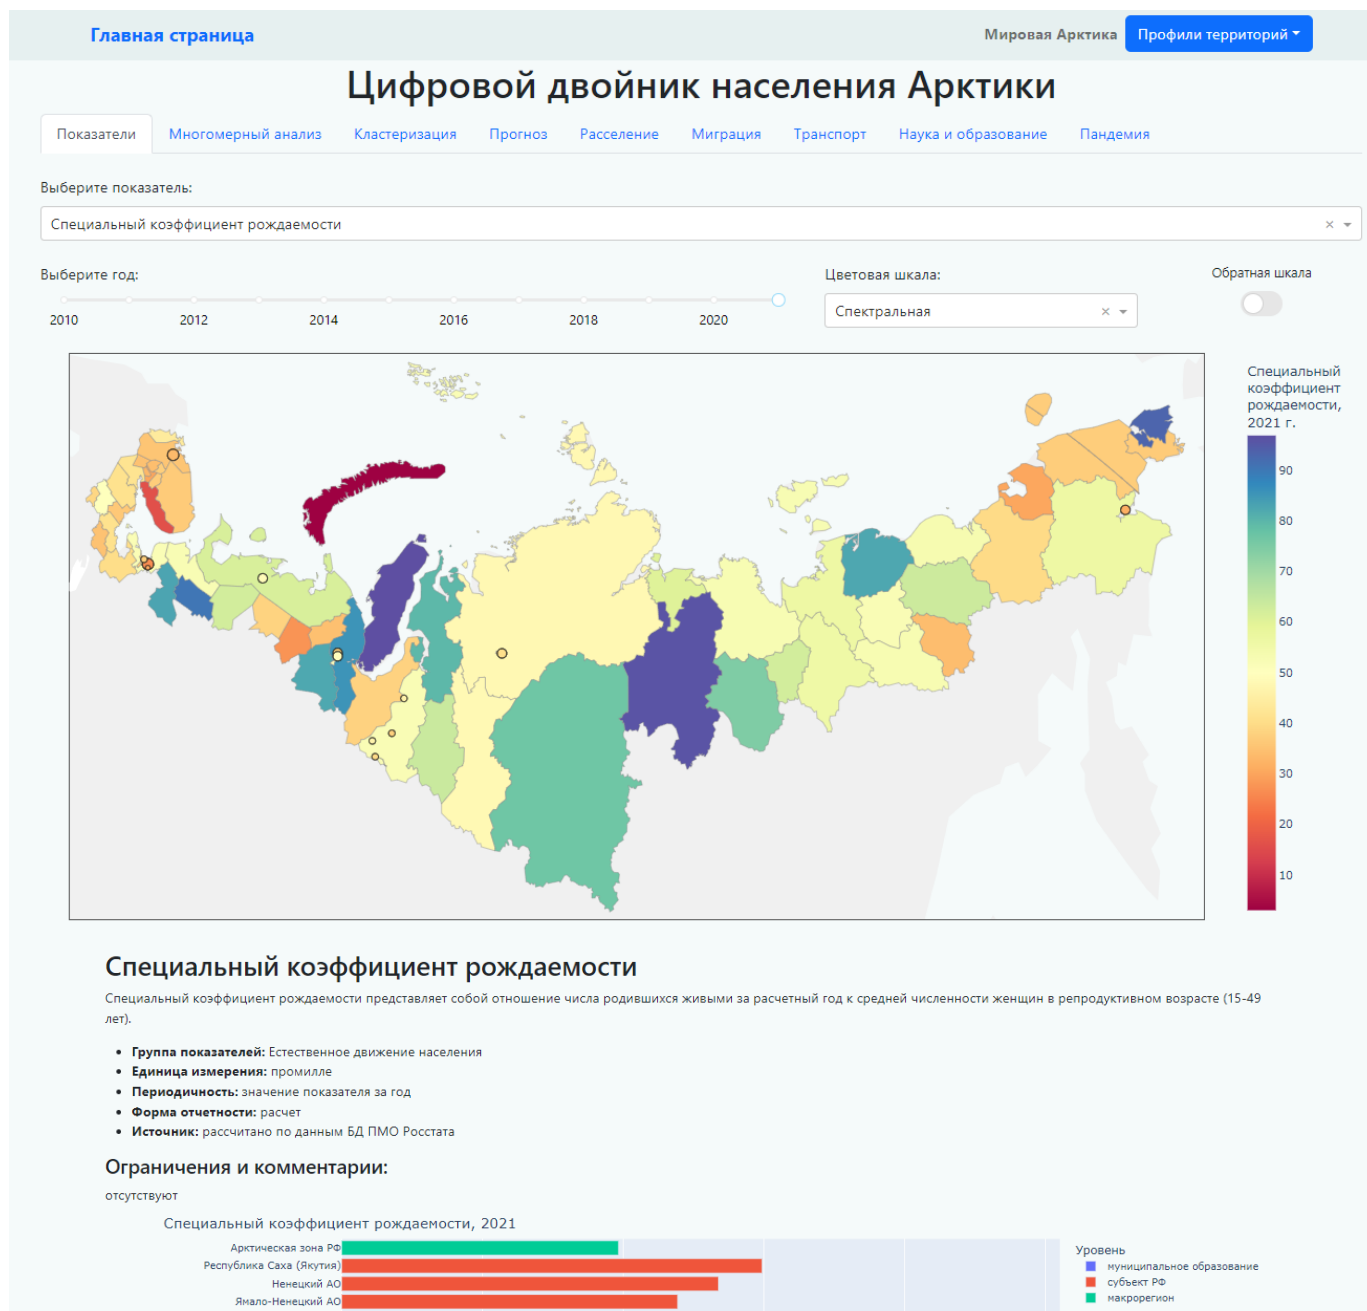 Главная страница
Мировая Арктика
Профили территорий
Цифровой двойник населения Арктики
Показатели
Многомерный анализ
Кластеризация
Прогноз
Расселение
Миграция
Транспорт
Наука и образование
Пандемия
Выберите показатель:
Специальный коэффициент рождаемости
Выберите год:
2010
2012
2014
2016
2018
2020
Цветовая шкала:
Спектральная
Обратная шкала
Специальный
коэффициент
рождаемости,
2021 г.
90
80
70
60
50
40
30
20
10
Специальный коэффициент рождаемости
Специальный коэффициент рождаемости представляет собой отношение числа родившихся живыми за расчетный год к средней численности женщин в репродуктивном возрасте (15-49
лет).
• Группа показателей: Естественное движение населения
• Единица измерения: промилле
• Периодичность: значение показателя за год
• Форма отчетности: расчет
• Источник: рассчитано по данным БД ПМО Росстата
Ограничения и комментарии:
отсутствуют
Специальный коэффициент рождаемости, 2021
Арктическая зона РФ
Республика Саха (Якутия)
Ненецкий АО
Ямало-Ненецкий АО
Уровень
муниципальное образование
субъект РФ
макрорегион